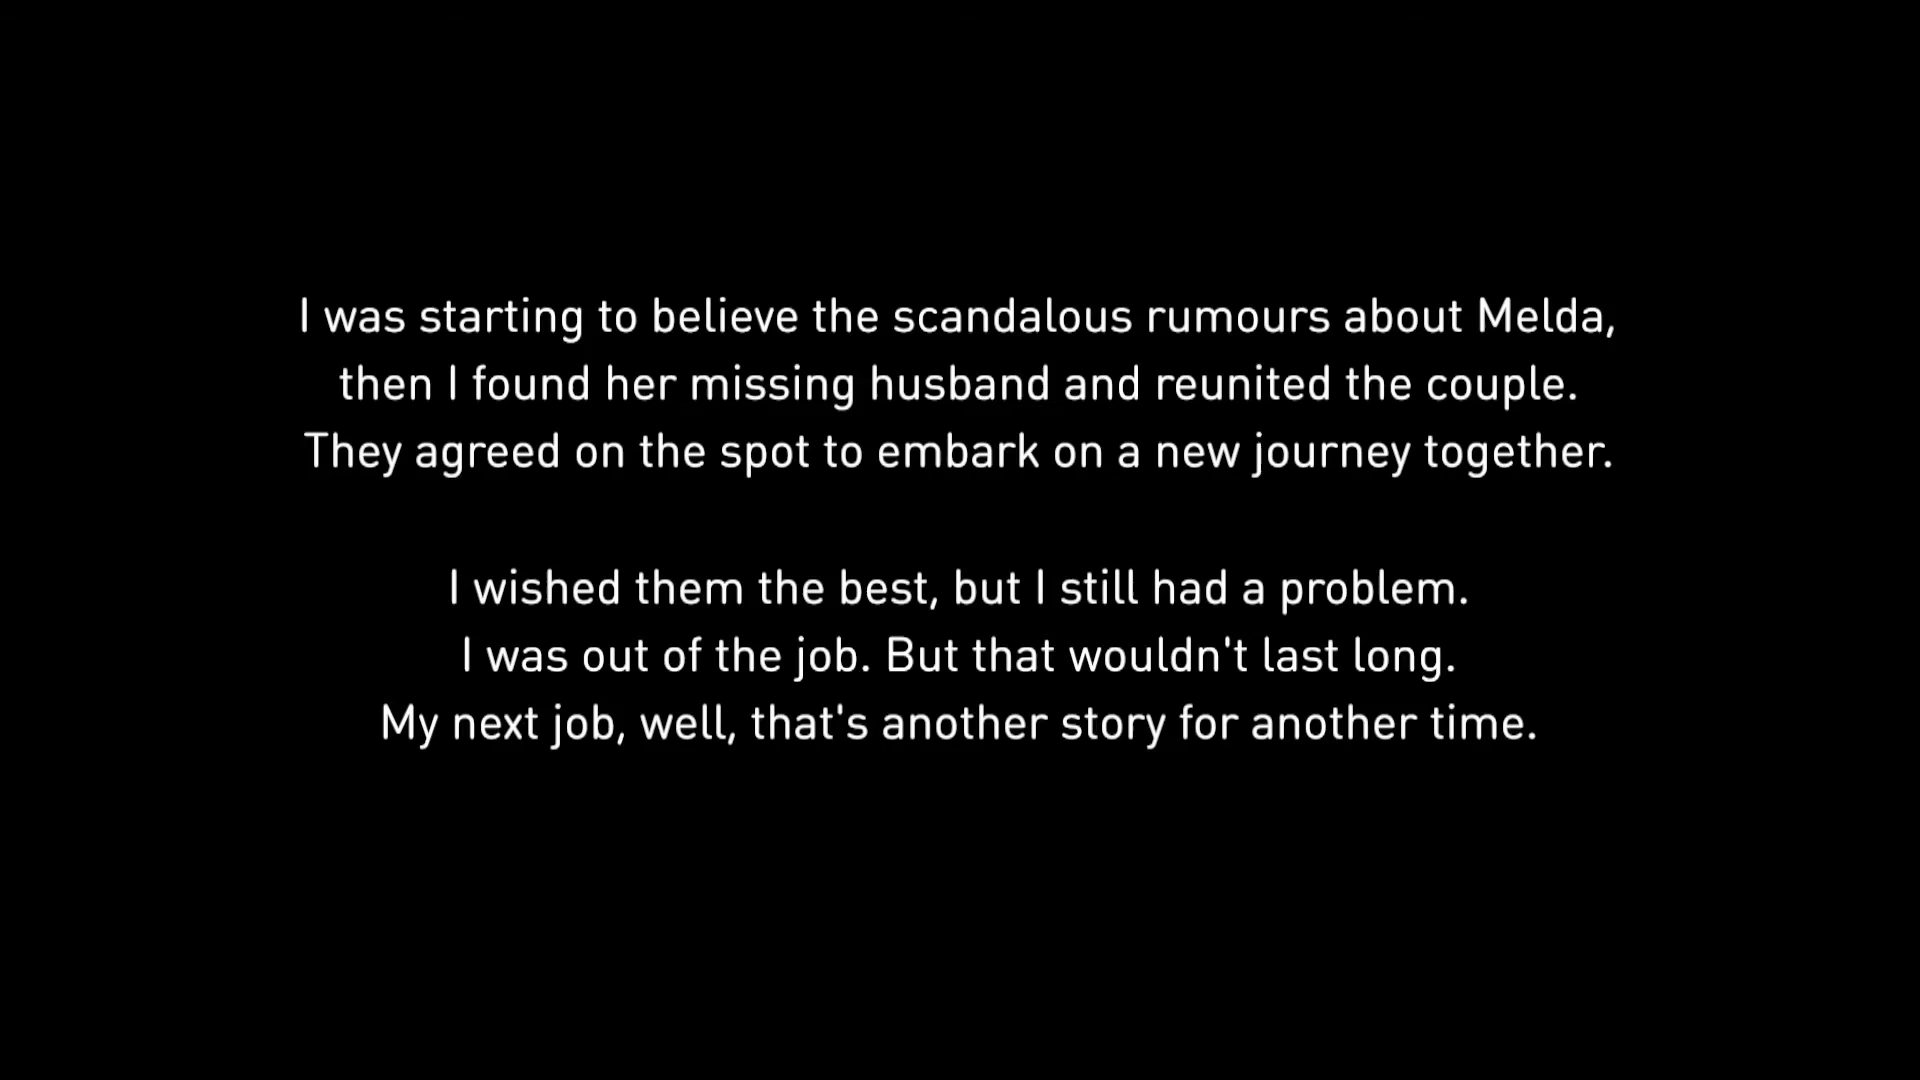 I was starting to believe the scandalous rumours about Melda,
then I found her missing husband and reunited the couple.
They agreed on the spot to embark on a new journey together.
I wished them the best, but I still had a problem.
I was out of the job. But that wouldn't last long.
My next job, well, that's another story for another time.